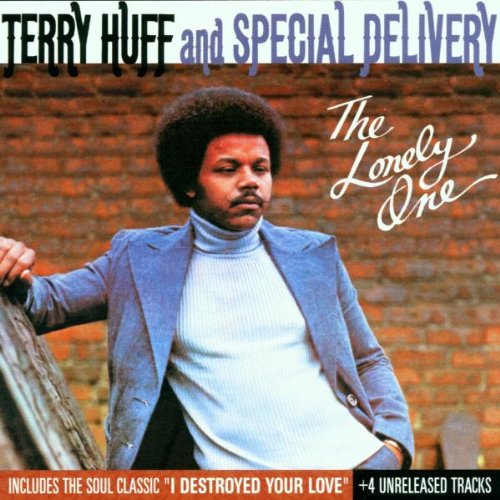 TERRY HUFF and SPECIAL DELIVERY
The
Lonely
One
INCLUDES THE SOUL CLASSIC "I DESTROYED YOUR LOVE" +4 UNRELEASED TRACKS